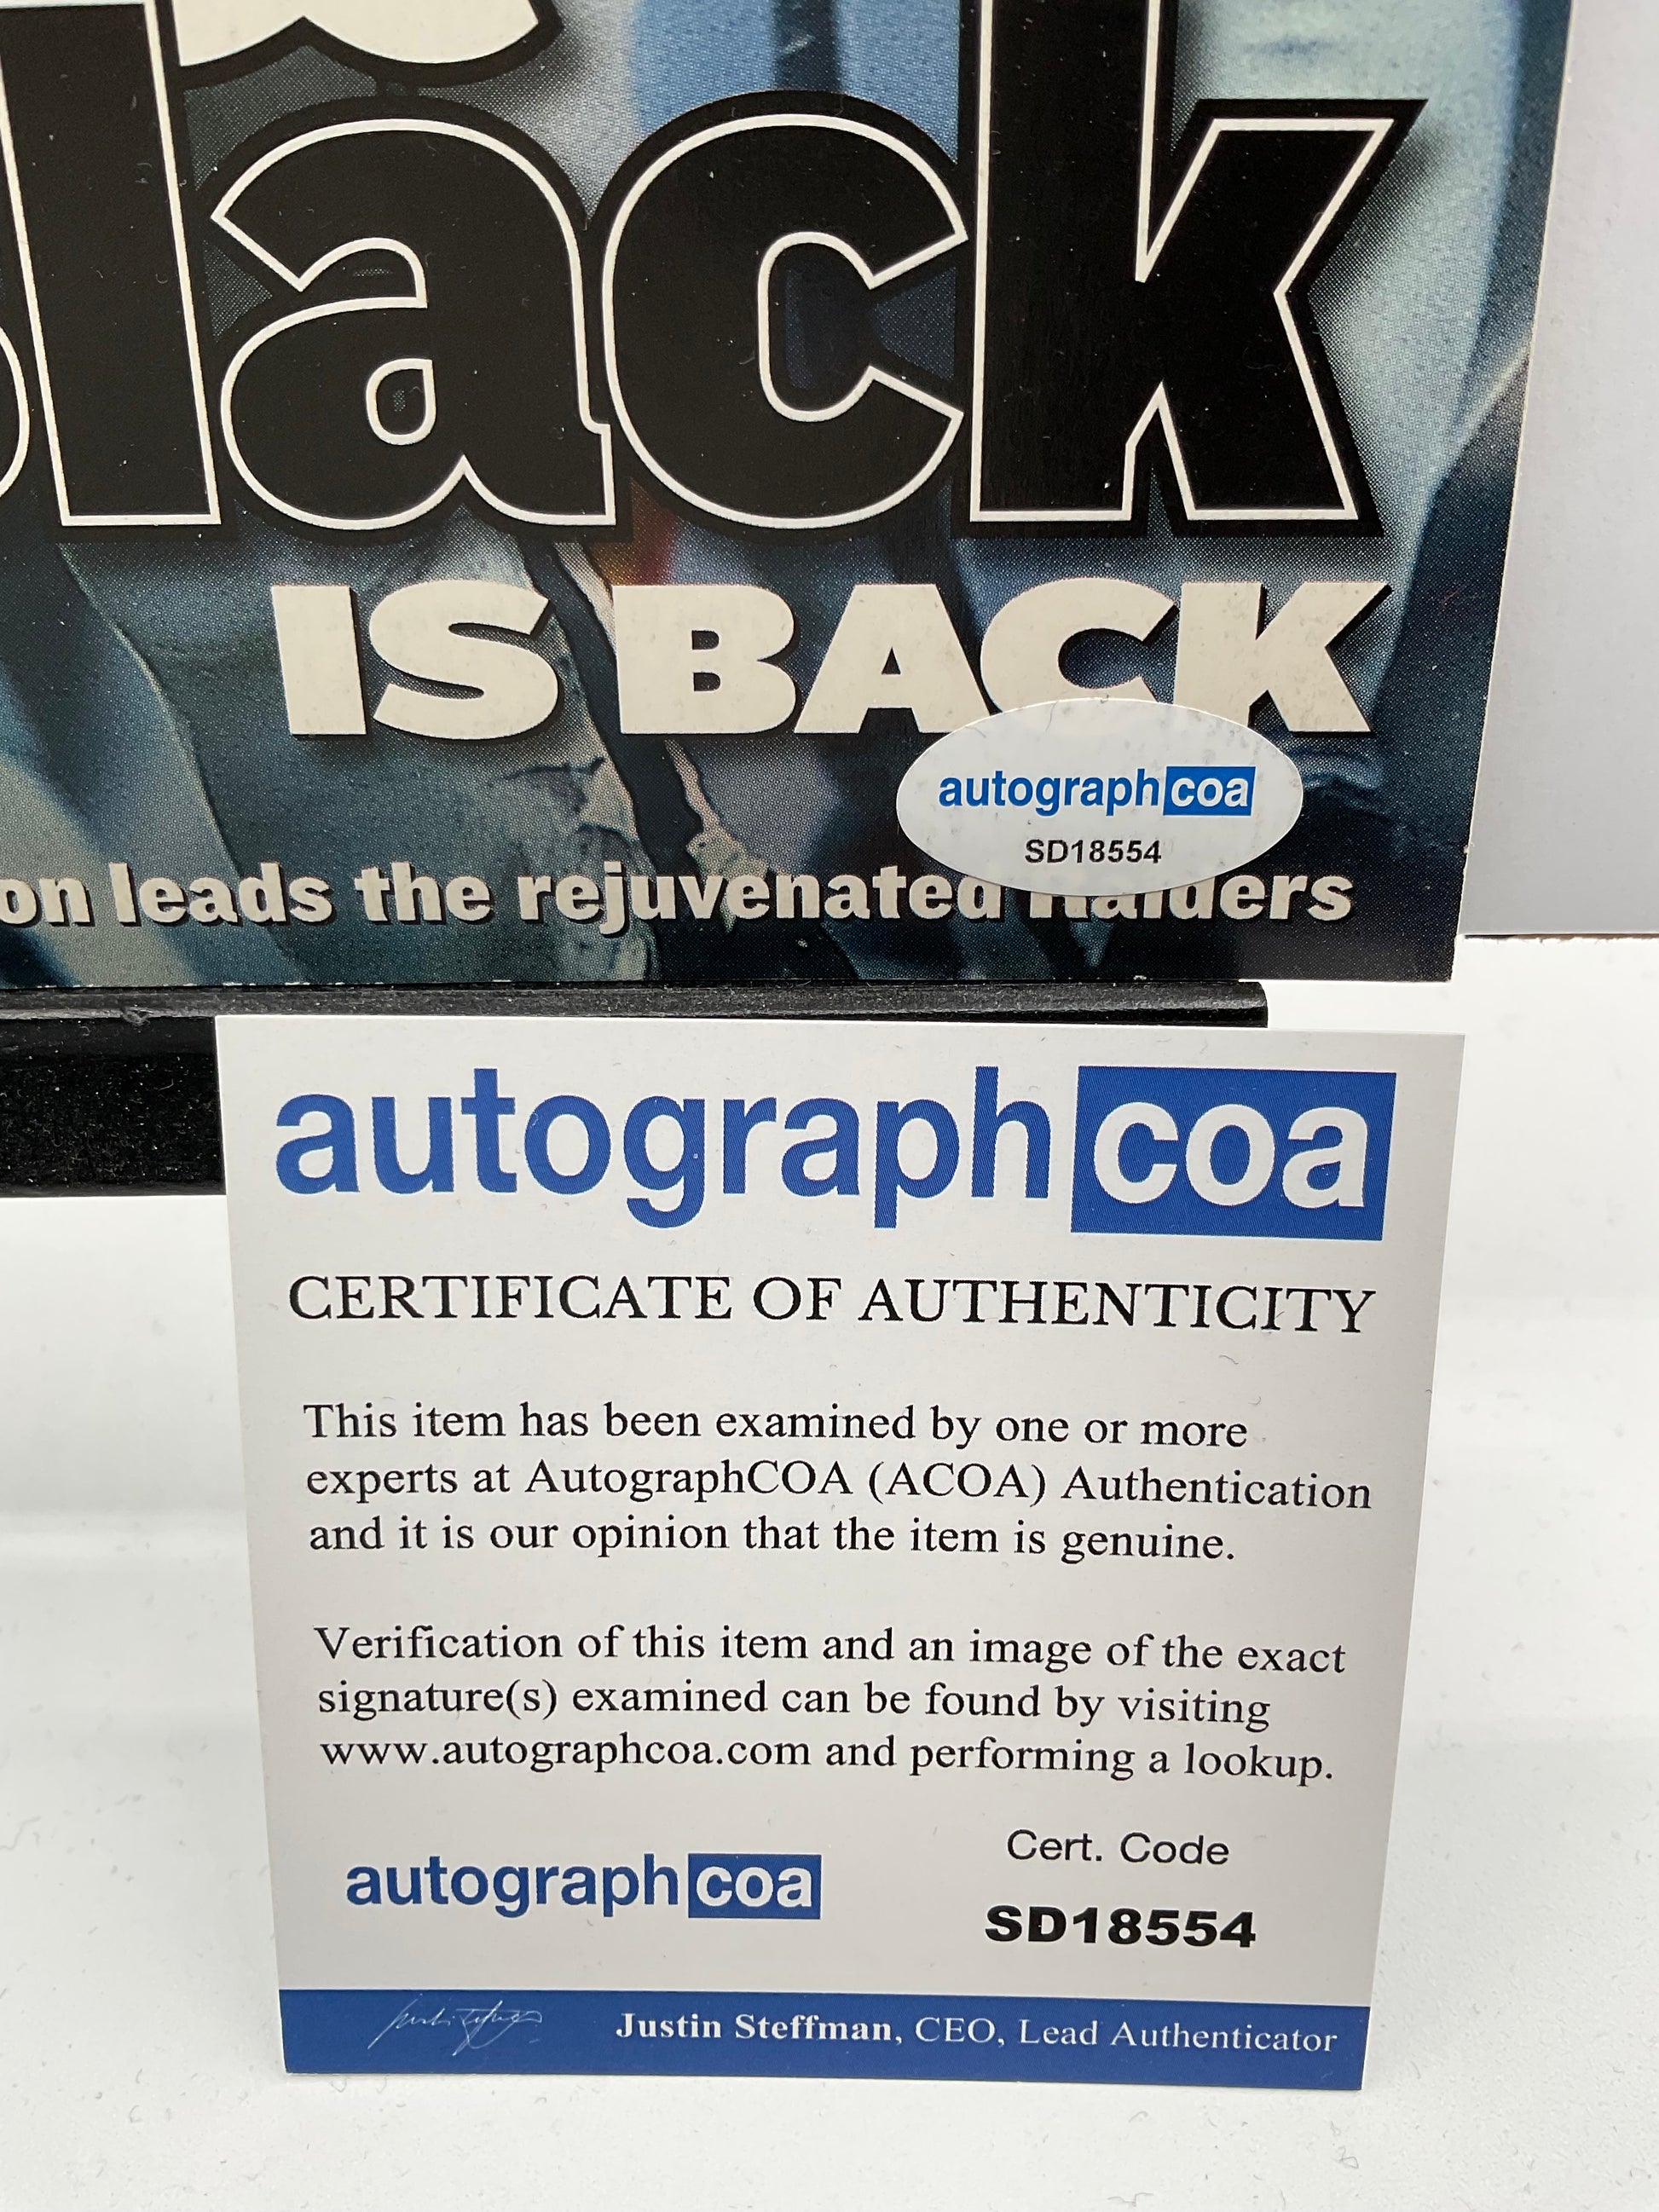 lack
IS BACK
autograph coa
SD18554
on leads the rejuvenated Raiders
autograph coa
CERTIFICATE OF AUTHENTICITY
This item has been examined by one or more
experts at AutographCOA (ACOA) Authentication
and it is our opinion that the item is genuine.
Verification of this item and an image of the exact
signature(s) examined can be found by visiting
www.autographcoa.com and performing a lookup.
Cert. Code
autograph coa
SD18554
Justin Steffman, CEO, Lead Authenticator